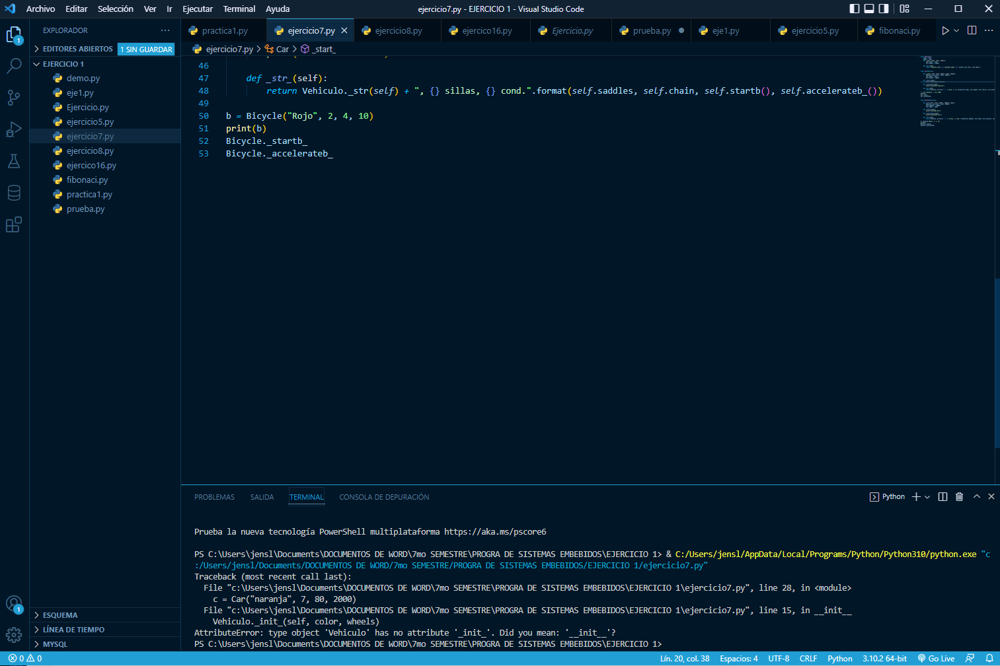 Archivo Editar Selección Ver Ir Ejecutar Terminal Ayuda
ejercicio7.py - EJERCICIO 1 - Visual Studio Code
EXPLORADOR
practica1.py ejercicio7.py ejercicio8.py ejercico16.py Ejercicio.py prueba.py eje1.py ejercicio5.py fibonaci.py
EDITORES ABIERTOS 1 SIN GUARDAR
ejercicio7.py > Car > _start_
EJERCICIO 1
demo.py
eje1.py
Ejercicio.py
ejercicio5.py
ejercicio7.py
ejercicio8.py
ejercico16.py
fibonaci.py
practica1.py
prueba.py
46
47 def _str_(self):
48 return Vehiculo._str(self) + ", {} sillas, {} cond.".format(self.saddles, self.chain, self.startb(), self.accelerateb_())
49
50 b = Bicycle("Rojo", 2, 4, 10)
51 print(b)
52 Bicycle._startb_
53 Bicycle._accelerateb_
PROBLEMAS SALIDA TERMINAL CONSOLA DE DEPURACIÓN
Python
Prueba la nueva tecnología PowerShell multiplataforma https://aka.ms/pscore6
PS C:\Users\jensl\Documents\DOCUMENTOS DE WORD\7mo SEMESTRE\PROGRA DE SISTEMAS EMBEBIDOS\EJERCICIO 1> & C:/Users/jensl/AppData/Local/Programs/Python/Python310/python.exe "c
:/Users/jensl/Documents/DOCUMENTOS DE WORD/7mo SEMESTRE/PROGRA DE SISTEMAS EMBEBIDOS/EJERCICIO 1/ejercicio7.py"
Traceback (most recent call last):
File "c:\Users\jensl\Documents\DOCUMENTOS DE WORD\7mo SEMESTRE\PROGRA DE SISTEMAS EMBEBIDOS\EJERCICIO 1\ejercicio7.py", line 28, in <module>
c = Car("naranja", 7, 80, 2000)
File "c:\Users\jensl\Documents\DOCUMENTOS DE WORD\7mo SEMESTRE\PROGRA DE SISTEMAS EMBEBIDOS\EJERCICIO 1\ejercicio7.py", line 15, in __init__
Vehiculo._init_(self, color, wheels)
AttributeError: type object 'Vehiculo' has no attribute '_init_'. Did you mean: '__init__'?
PS C:\Users\jensl\Documents\DOCUMENTOS DE WORD\7mo SEMESTRE\PROGRA DE SISTEMAS EMBEBIDOS\EJERCICIO 1>
ESQUEMA
LÍNEA DE TIEMPO
MYSQL
0 0
Lín. 20, col. 38 Espacios: 4 UTF-8 CRLF Python 3.10.2 64-bit Go Live